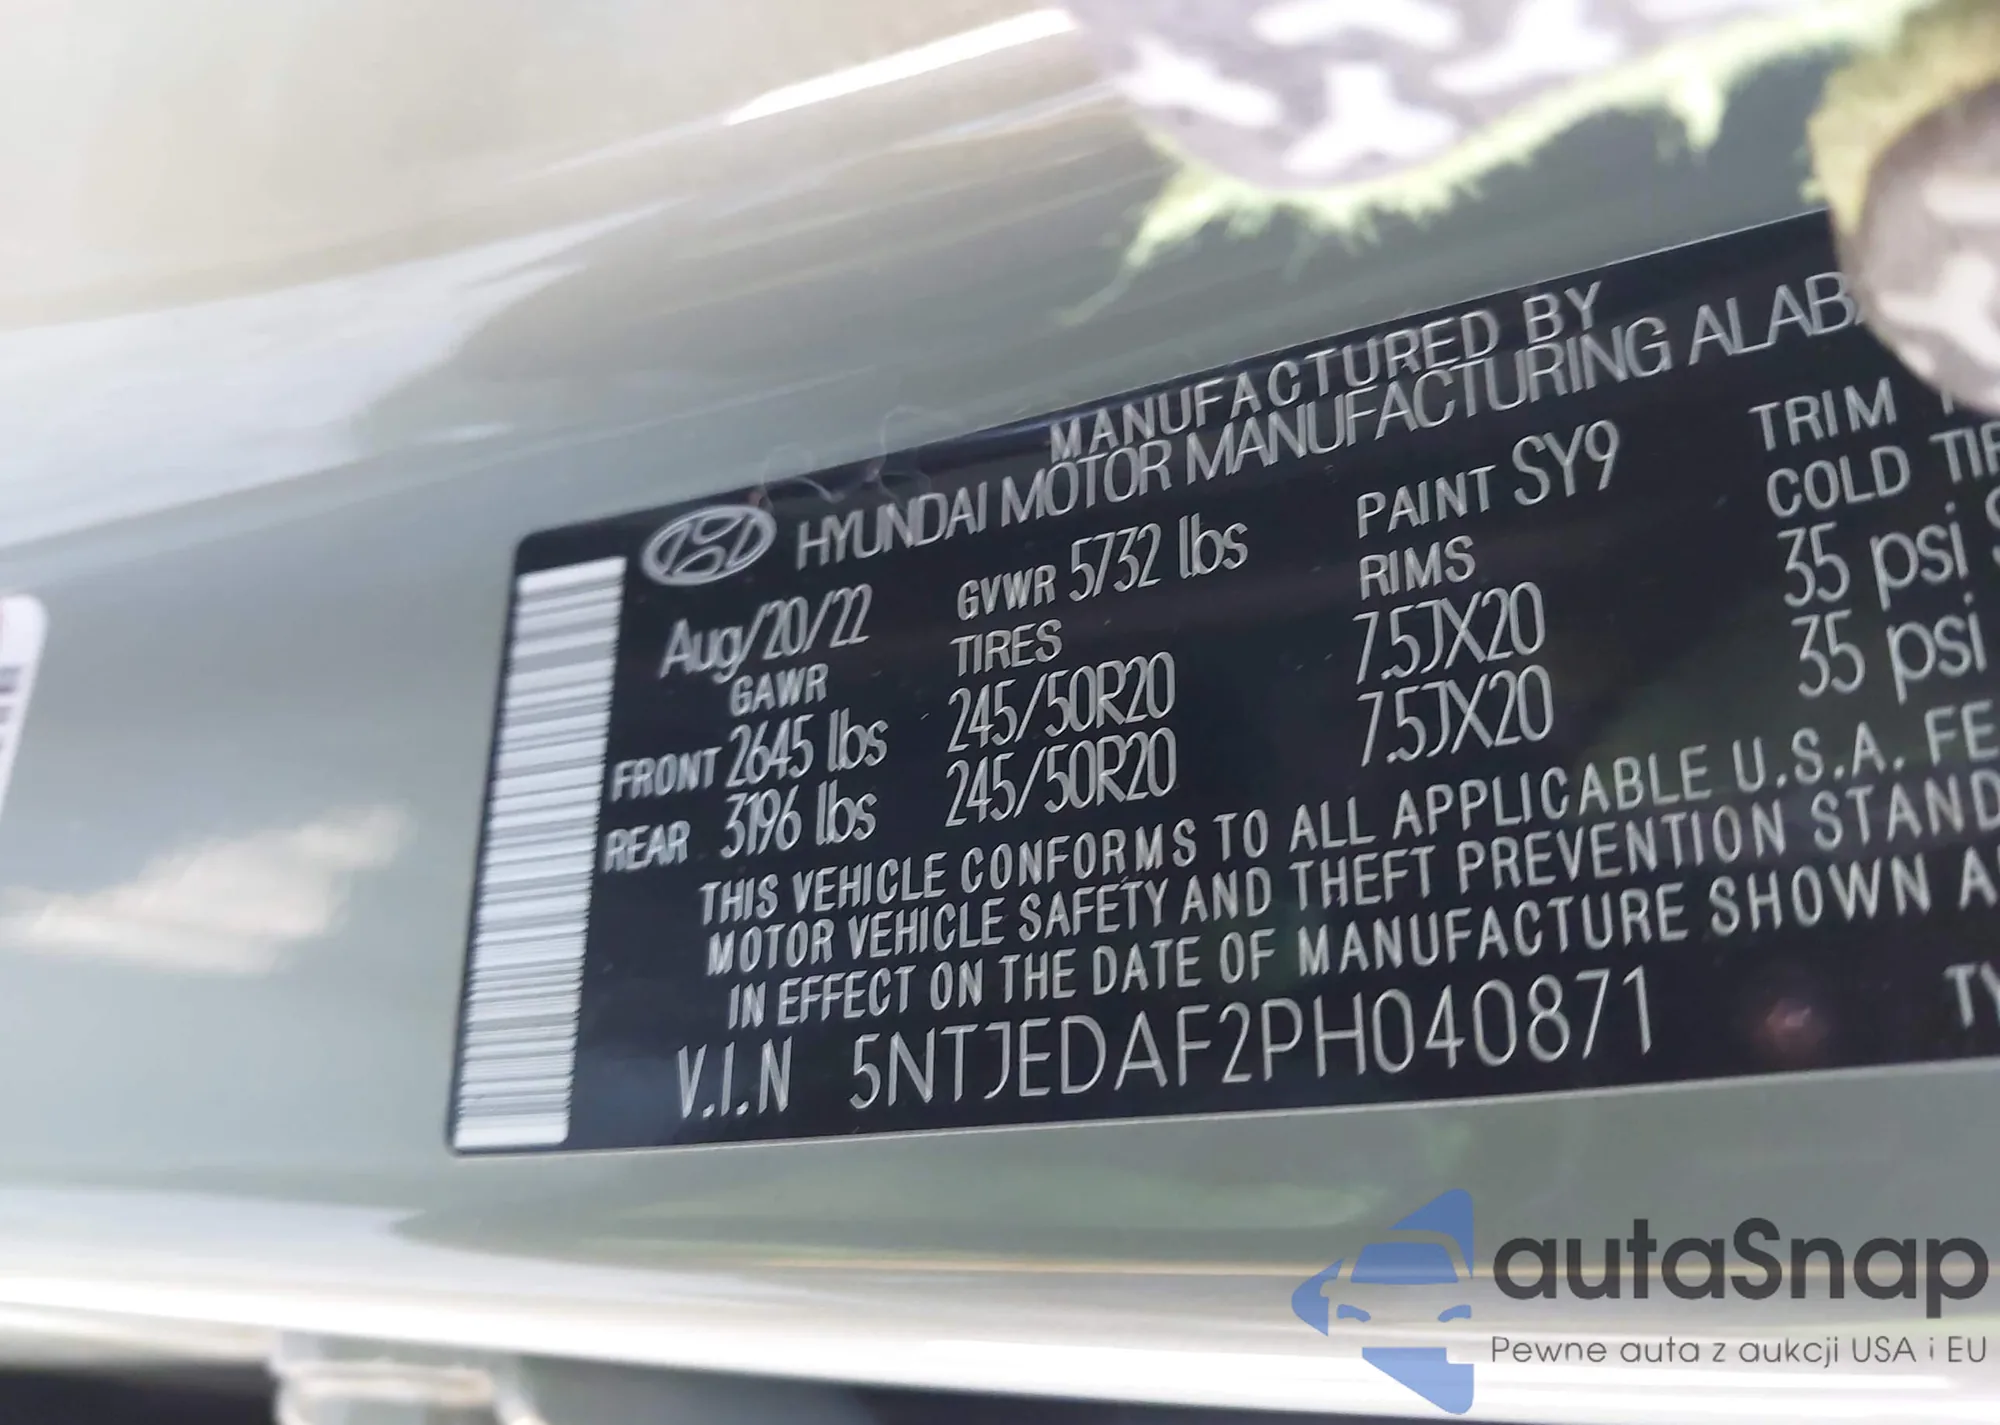 MANUFACTURED BY
HYUNDAI MOTOR MANUFACTURING
Aug/20/22 GVWR 5732 lbs PAINT SY9 TRIM
GAWR TIRES RIMS COLD
FRONT 2645 lbs 245/50R20 7.5JX20 35 psi
REAR 3196 lbs 245/50R20 7.5JX20 35 psi
THIS VEHICLE CONFORMS TO ALL APPLICABLE U.S.A.
MOTOR VEHICLE SAFETY AND THEFT PREVENTION
IN EFFECT ON THE DATE OF MANUFACTURE SHOWN
V.I.N 5NTJEDAF2PH040871
autaSnap
Pewne auta z aukcji USA i EU